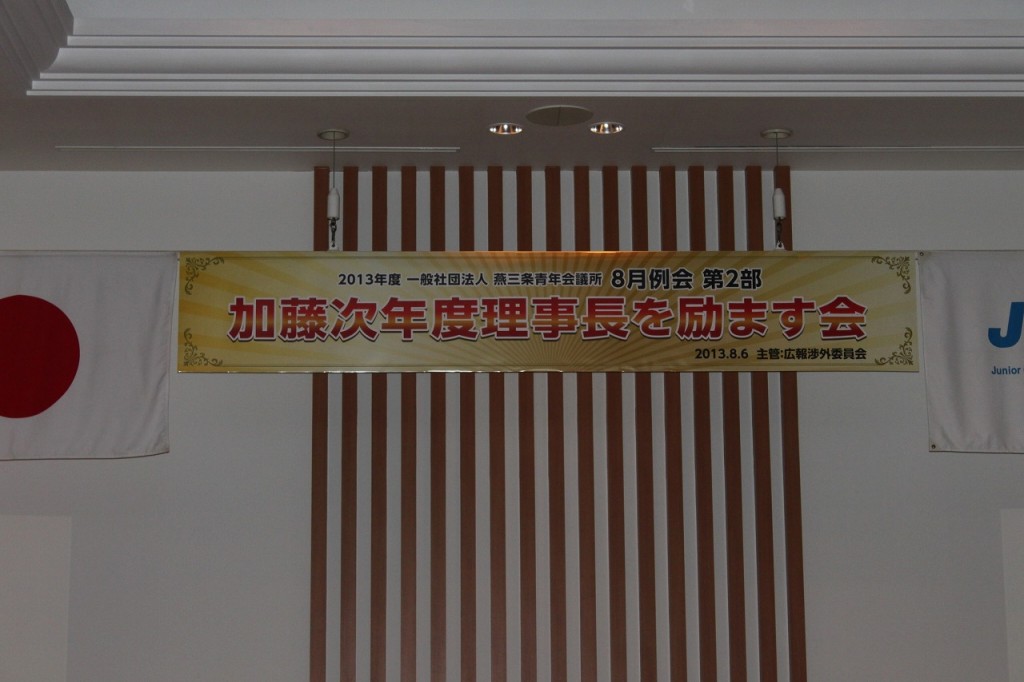 2013年度 一般社団法人 燕三条青年会議所 8月例会 第2部
加藤次年度理事長を励ます会
2013.8.6 主管:広報渉外委員会
J
Junior